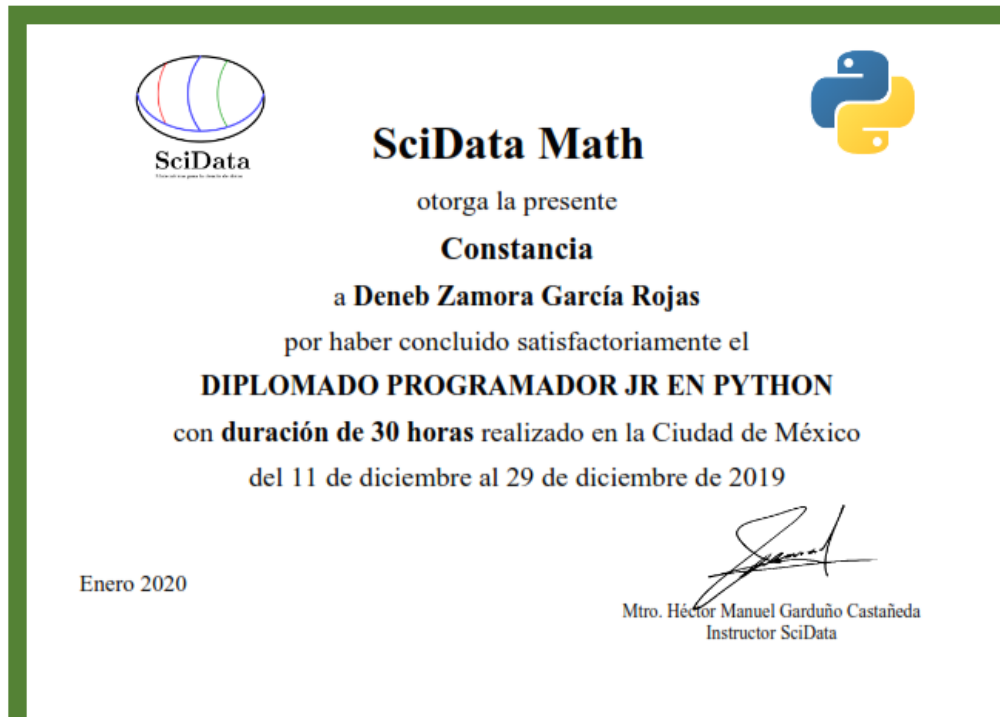 SciData
SciData Math
otorga la presente
Constancia
a Deneb Zamora García Rojas
por haber concluido satisfactoriamente el
DIPLOMADO PROGRAMADOR JR EN PYTHON
con duración de 30 horas realizado en la Ciudad de México
del 11 de diciembre al 29 de diciembre de 2019
Enero 2020
Mtro. Héctor Manuel Garduño Castañeda
Instructor SciData